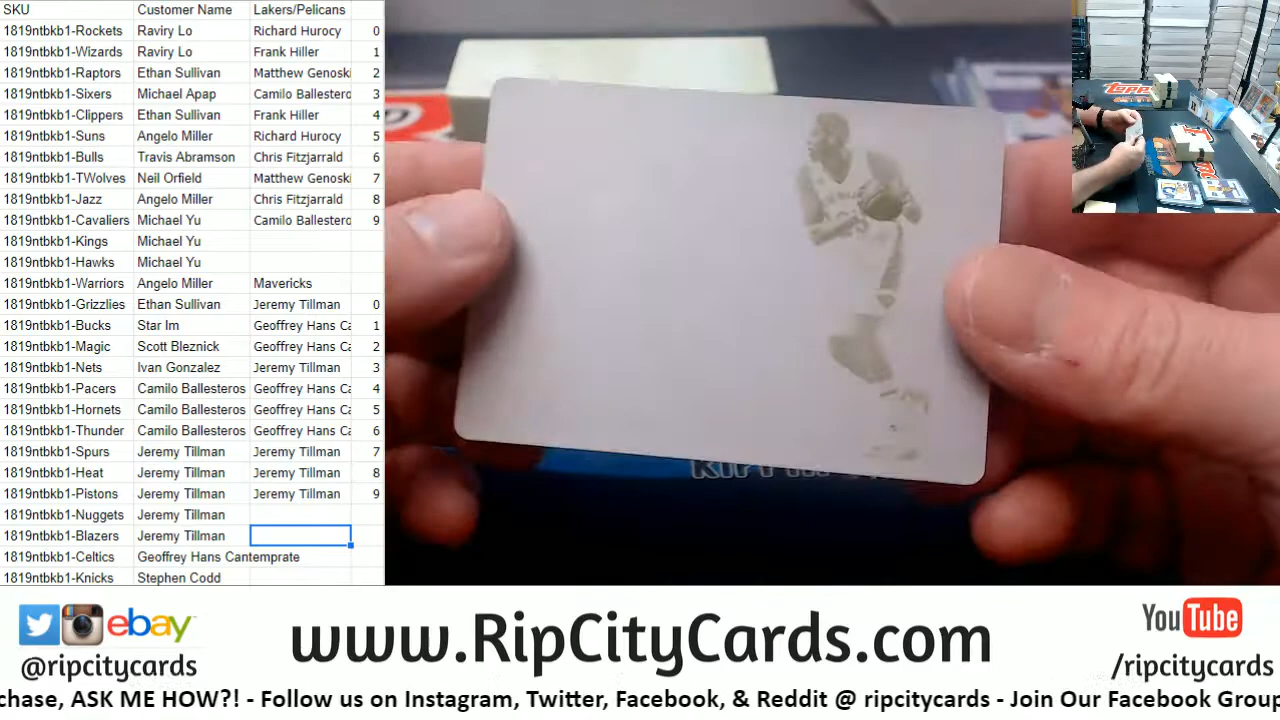 SKU Customer Name Lakers/Pelicans
1819ntbkb1-Rockets Raviry Lo Richard Hurocy 0
1819ntbkb1-Wizards Raviry Lo Frank Hiller 1
1819ntbkb1-Raptors Ethan Sullivan Matthew Genoski 2
1819ntbkb1-Sixers Michael Apap Camilo Ballestero 3
1819ntbkb1-Clippers Ethan Sullivan Frank Hiller 4
1819ntbkb1-Suns Angelo Miller Richard Hurocy 5
1819ntbkb1-Bulls Travis Abramson Chris Fitzjarrald 6
1819ntbkb1-TWolves Neil Orfield Matthew Genoski 7
1819ntbkb1-Jazz Angelo Miller Chris Fitzjarrald 8
1819ntbkb1-Cavaliers Michael Yu Camilo Ballestero 9
1819ntbkb1-Kings Michael Yu
1819ntbkb1-Hawks Michael Yu
1819ntbkb1-Warriors Angelo Miller Mavericks
1819ntbkb1-Grizzlies Ethan Sullivan Jeremy Tillman 0
1819ntbkb1-Bucks Star Im Geoffrey Hans Ca 1
1819ntbkb1-Magic Scott Bleznick Geoffrey Hans Ca 2
1819ntbkb1-Nets Ivan Gonzalez Jeremy Tillman 3
1819ntbkb1-Pacers Camilo Ballesteros Geoffrey Hans Ca 4
1819ntbkb1-Hornets Camilo Ballesteros Geoffrey Hans Ca 5
1819ntbkb1-Thunder Camilo Ballesteros Geoffrey Hans Ca 6
1819ntbkb1-Spurs Jeremy Tillman Jeremy Tillman 7
1819ntbkb1-Heat Jeremy Tillman Jeremy Tillman 8
1819ntbkb1-Pistons Jeremy Tillman Jeremy Tillman 9
1819ntbkb1-Nuggets Jeremy Tillman
1819ntbkb1-Blazers Jeremy Tillman
1819ntbkb1-Celtics Geoffrey Hans Cantemprate
1819ntbkb1-Knicks Stephen Codd
ebay
@ripcitycards
www.RipCityCards.com
YouTube
/ripcitycards
chase, ASK ME HOW?! - Follow us on Instagram, Twitter, Facebook, & Reddit @ ripcitycards - Join Our Facebook Group